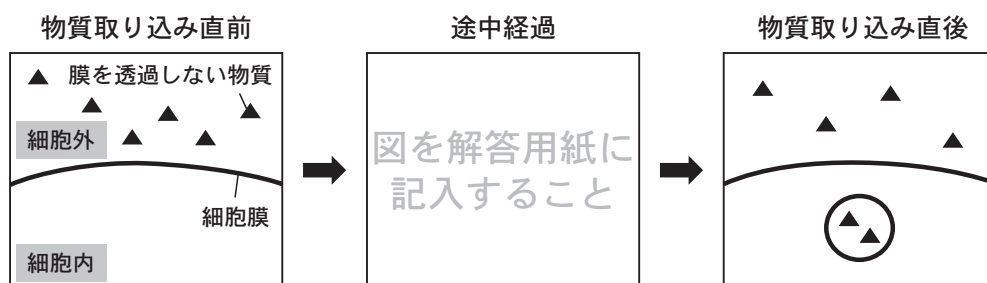 物質取り込み直前
途中経過
物質取り込み直後
膜を透過しない物質
細胞外
細胞膜
細胞内
図を解答用紙に
記入すること